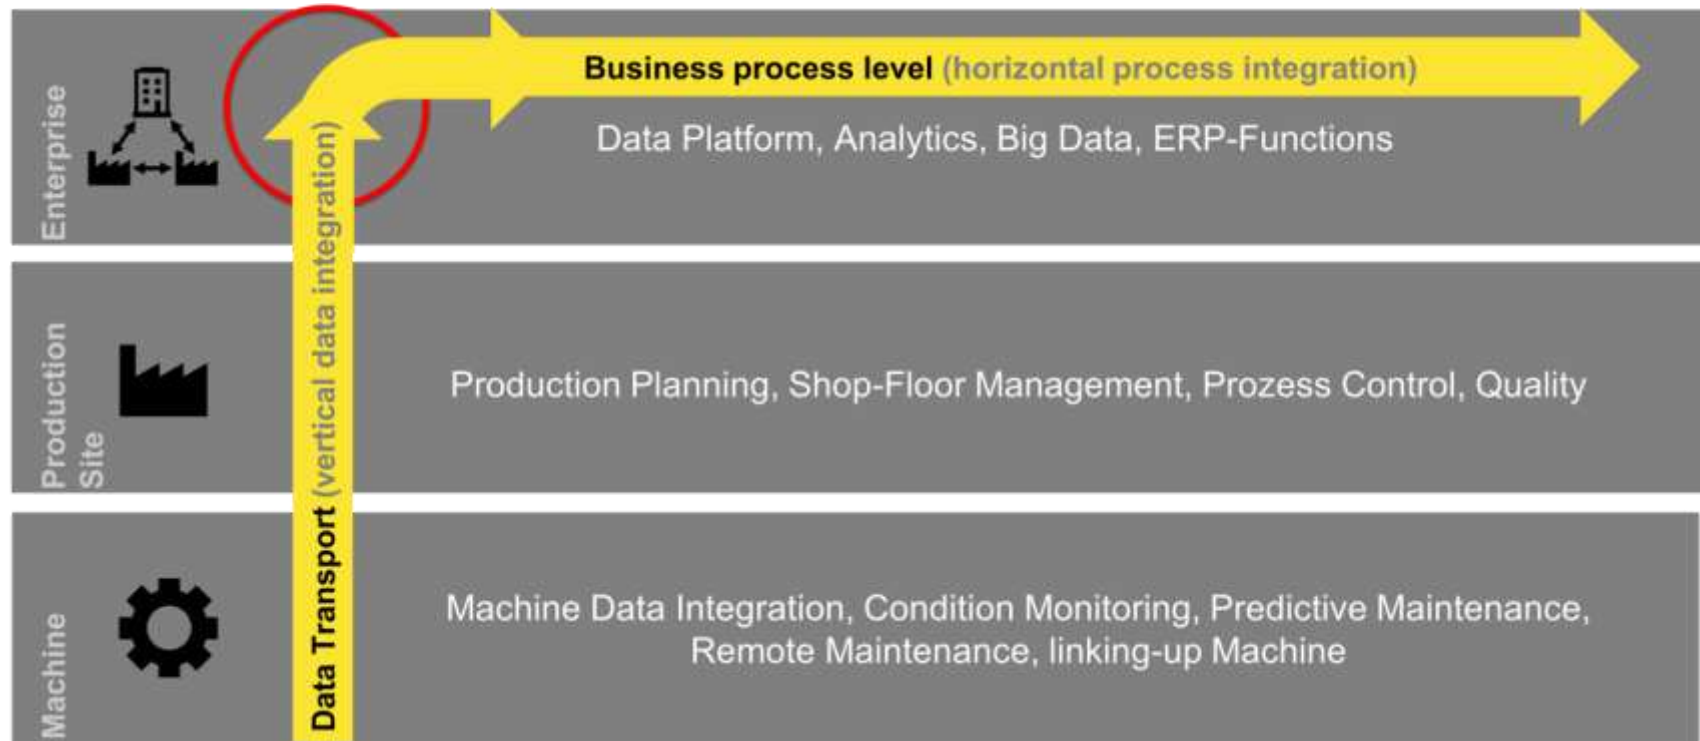 Enterprise
Business process level (horizontal process integration)
Data Platform, Analytics, Big Data, ERP-Functions
Production
Site
Production Planning, Shop-Floor Management, Prozess Control, Quality
Machine
Data Transport (vertical data integration)
Machine Data Integration, Condition Monitoring, Predictive Maintenance,
Remote Maintenance, linking-up Machine